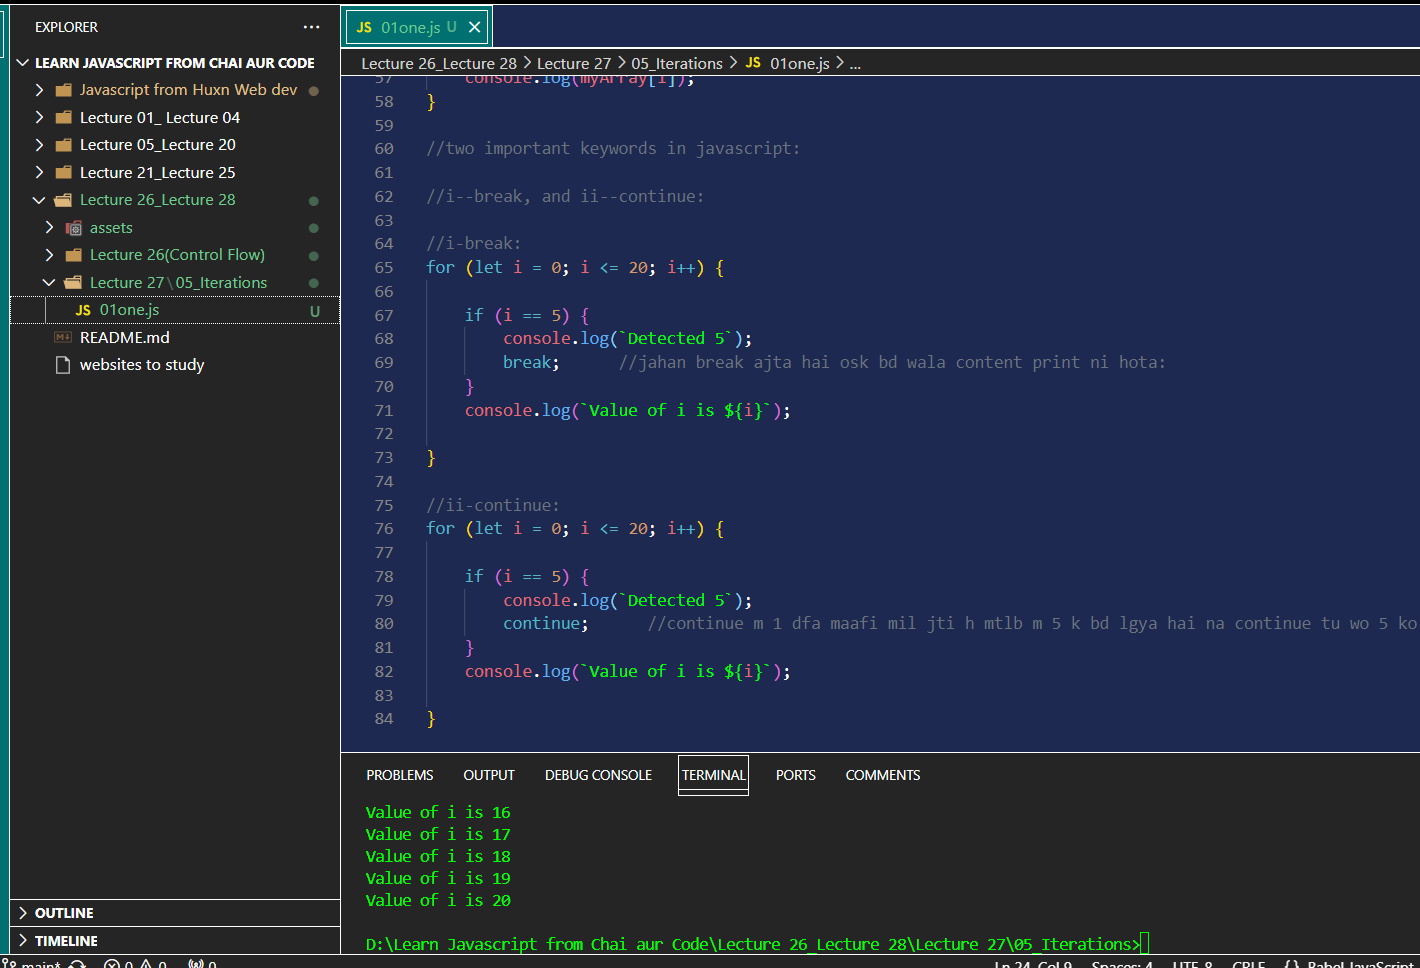 EXPLORER
LEARN JAVASCRIPT FROM CHAI AUR CODE
Javascript from Huxn Web dev
Lecture 01_ Lecture 04
Lecture 05_Lecture 20
Lecture 21_Lecture 25
Lecture 26_Lecture 28
assets
Lecture 26(Control Flow)
Lecture 27\05_Iterations
JS 01one.js U
README.md
websites to study
OUTLINE
TIMELINE
JS 01one.js U
Lecture 26_Lecture 28 > Lecture 27 > 05_Iterations > JS 01one.js > ...
57 console.log(myArray[i]);
58 }
59
60 //two important keywords in javascript:
61
62 //i--break, and ii--continue:
63
64 //i-break:
65 for (let i = 0; i <= 20; i++) {
66
67 if (i == 5) {
68 console.log(`Detected 5`);
69 break; //jahan break ajta hai osk bd wala content print ni hota:
70 }
71 console.log(`Value of i is ${i}`);
72
73 }
74
75 //ii-continue:
76 for (let i = 0; i <= 20; i++) {
77
78 if (i == 5) {
79 console.log(`Detected 5`);
80 continue; //continue m 1 dfa maafi mil jti h mtlb m 5 k bd lgya hai na continue tu wo 5 ko
81 }
82 console.log(`Value of i is ${i}`);
83
84 }
PROBLEMS OUTPUT DEBUG CONSOLE TERMINAL PORTS COMMENTS
Value of i is 16
Value of i is 17
Value of i is 18
Value of i is 19
Value of i is 20
D:\Learn Javascript from Chai aur Code\Lecture 26_Lecture 28\Lecture 27\05_Iterations>
main* 0 0 0 Ln 24, Col 9 Spaces: 4 UTF-8 CRLF {} Babel JavaScript